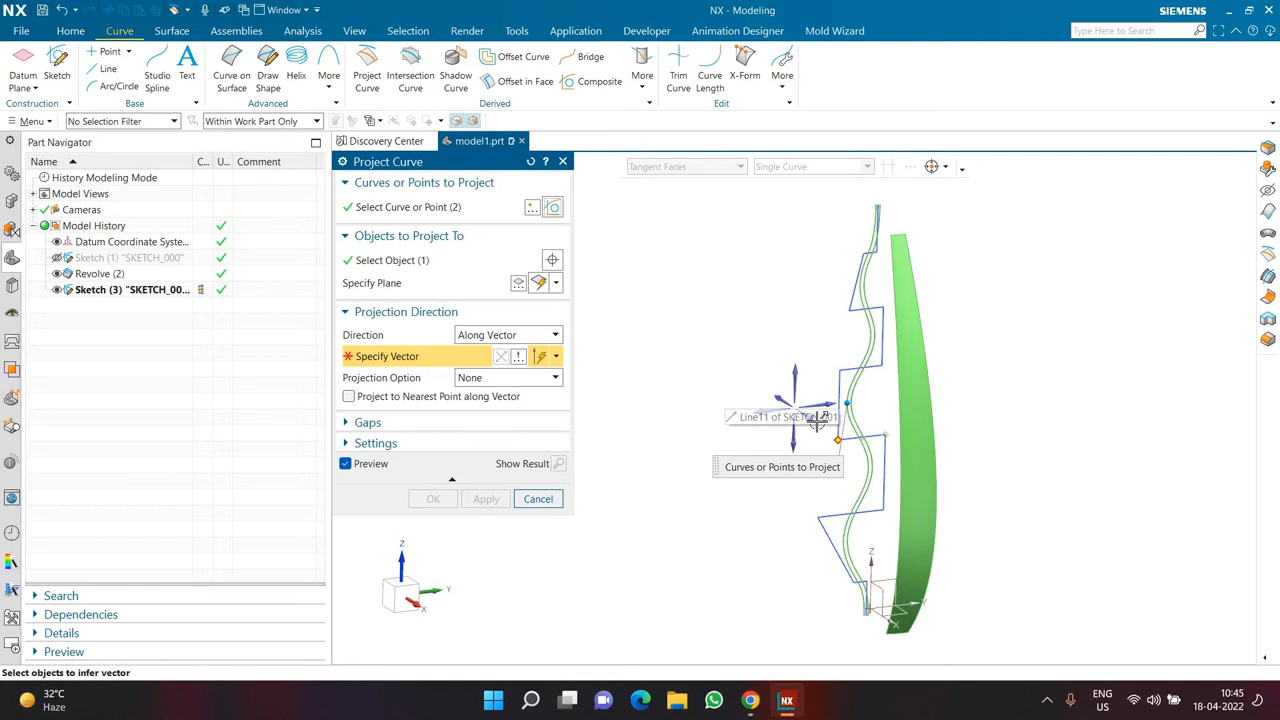 NX Window NX - Modeling SIEMENS
File Home Curve Surface Assemblies Analysis View Selection Render Tools Application Developer Animation Design Mold Wizard Type Here to Search
Datum Plane Sketch Point Line Arc/Circle Studio Spline Text Curve on Surface Draw Shape Helix More Project Curve Intersection Curve Shadow Curve Offset Curve Offset in Face Bridge Composite More Trim Curve Curve Length X-Form More
Construction Base Advanced Derived Edit
Menu No Selection Filter Within Work Part Only
Part Navigator Discovery Center model1.prt
Name C... U... Comment
History Modeling Mode
Model Views
Cameras
Model History
Datum Coordinate Syste...
Sketch (1) "SKETCH_000"
Revolve (2)
Sketch (3) "SKETCH_00...
Search
Dependencies
Details
Preview
Project Curve
Curves or Points to Project
Select Curve or Point (2)
Objects to Project To
Select Object (1)
Specify Plane
Projection Direction
Direction Along Vector
Specify Vector
Projection Option None
Project to Nearest Point along Vector
Gaps
Settings
Preview Show Result
OK Apply Cancel
Tangent Faces Single Curve
Line11 of SKETCH_001
Curves or Points to Project
Z
Y
X
Z
Y
X
Select objects to infer vector
32°C
Haze
ENG
US
10:45
18-04-2022